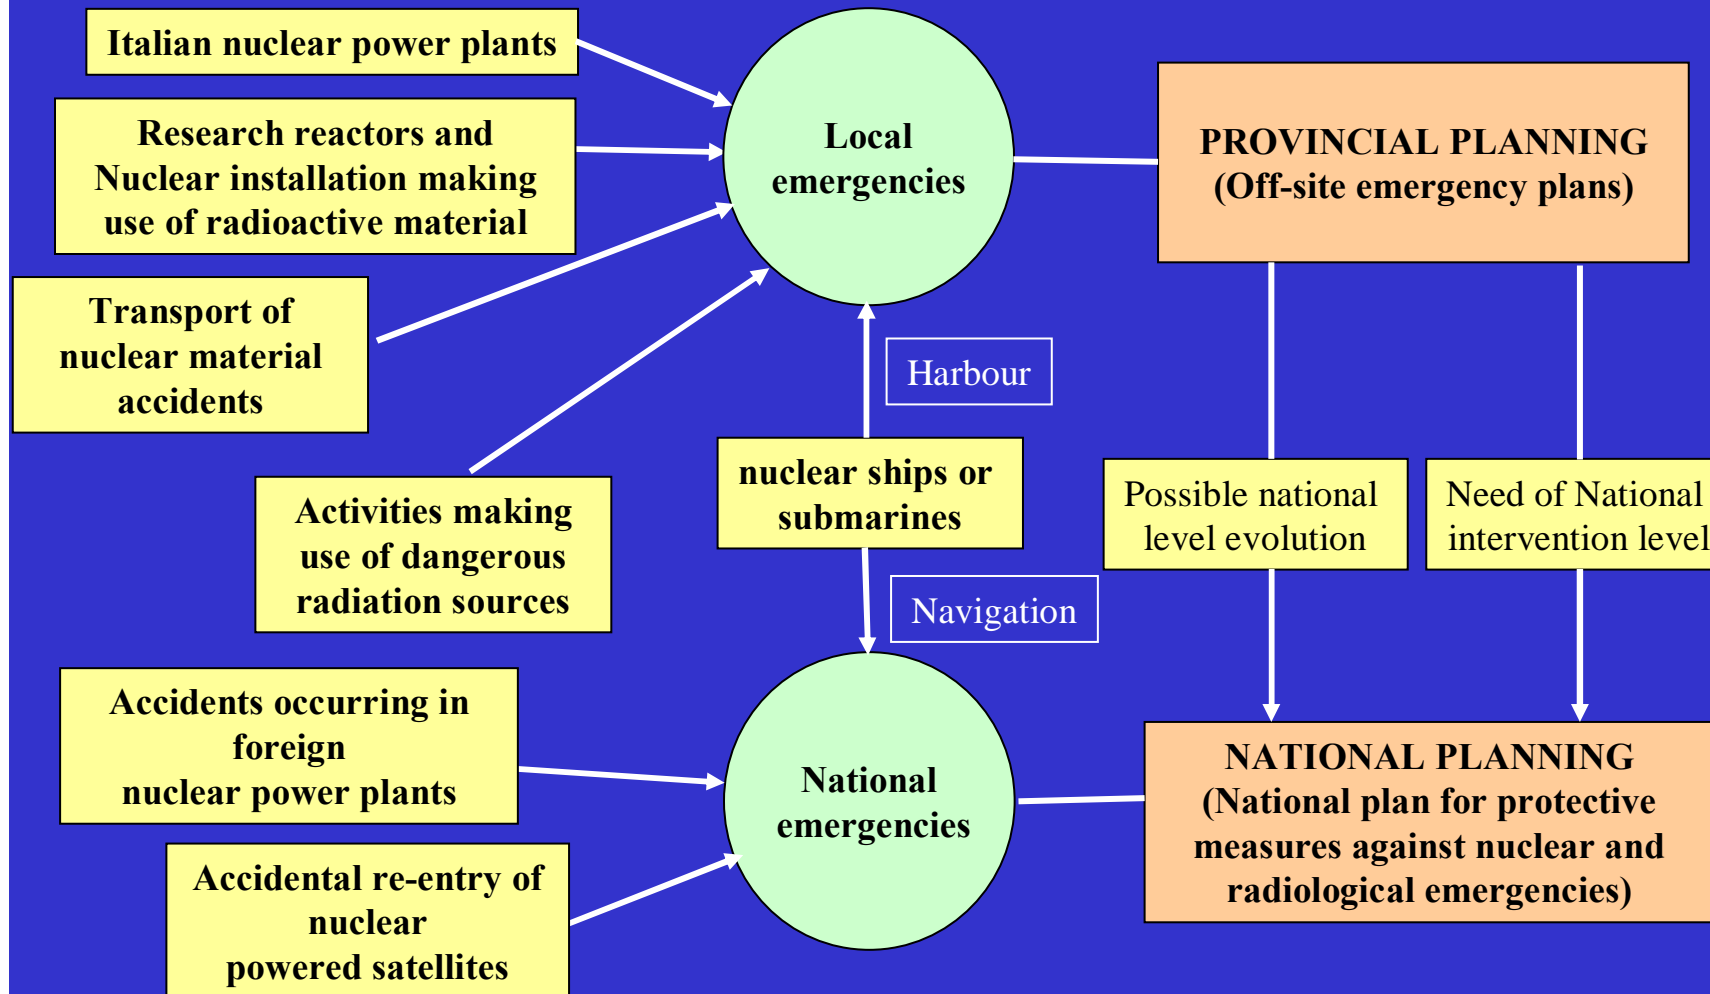 Italian nuclear power plants
Research reactors and
Nuclear installation making
use of radioactive material
Transport of
nuclear material
accidents
Activities making
use of dangerous
radiation sources
Local
emergencies
PROVINCIAL PLANNING
(Off-site emergency plans)
Harbour
nuclear ships or
submarines
Navigation
Possible national
level evolution
Need of National
intervention level
Accidents occurring in
foreign
nuclear power plants
Accidental re-entry of
nuclear
powered satellites
National
emergencies
NATIONAL PLANNING
(National plan for protective
measures against nuclear and
radiological emergencies)